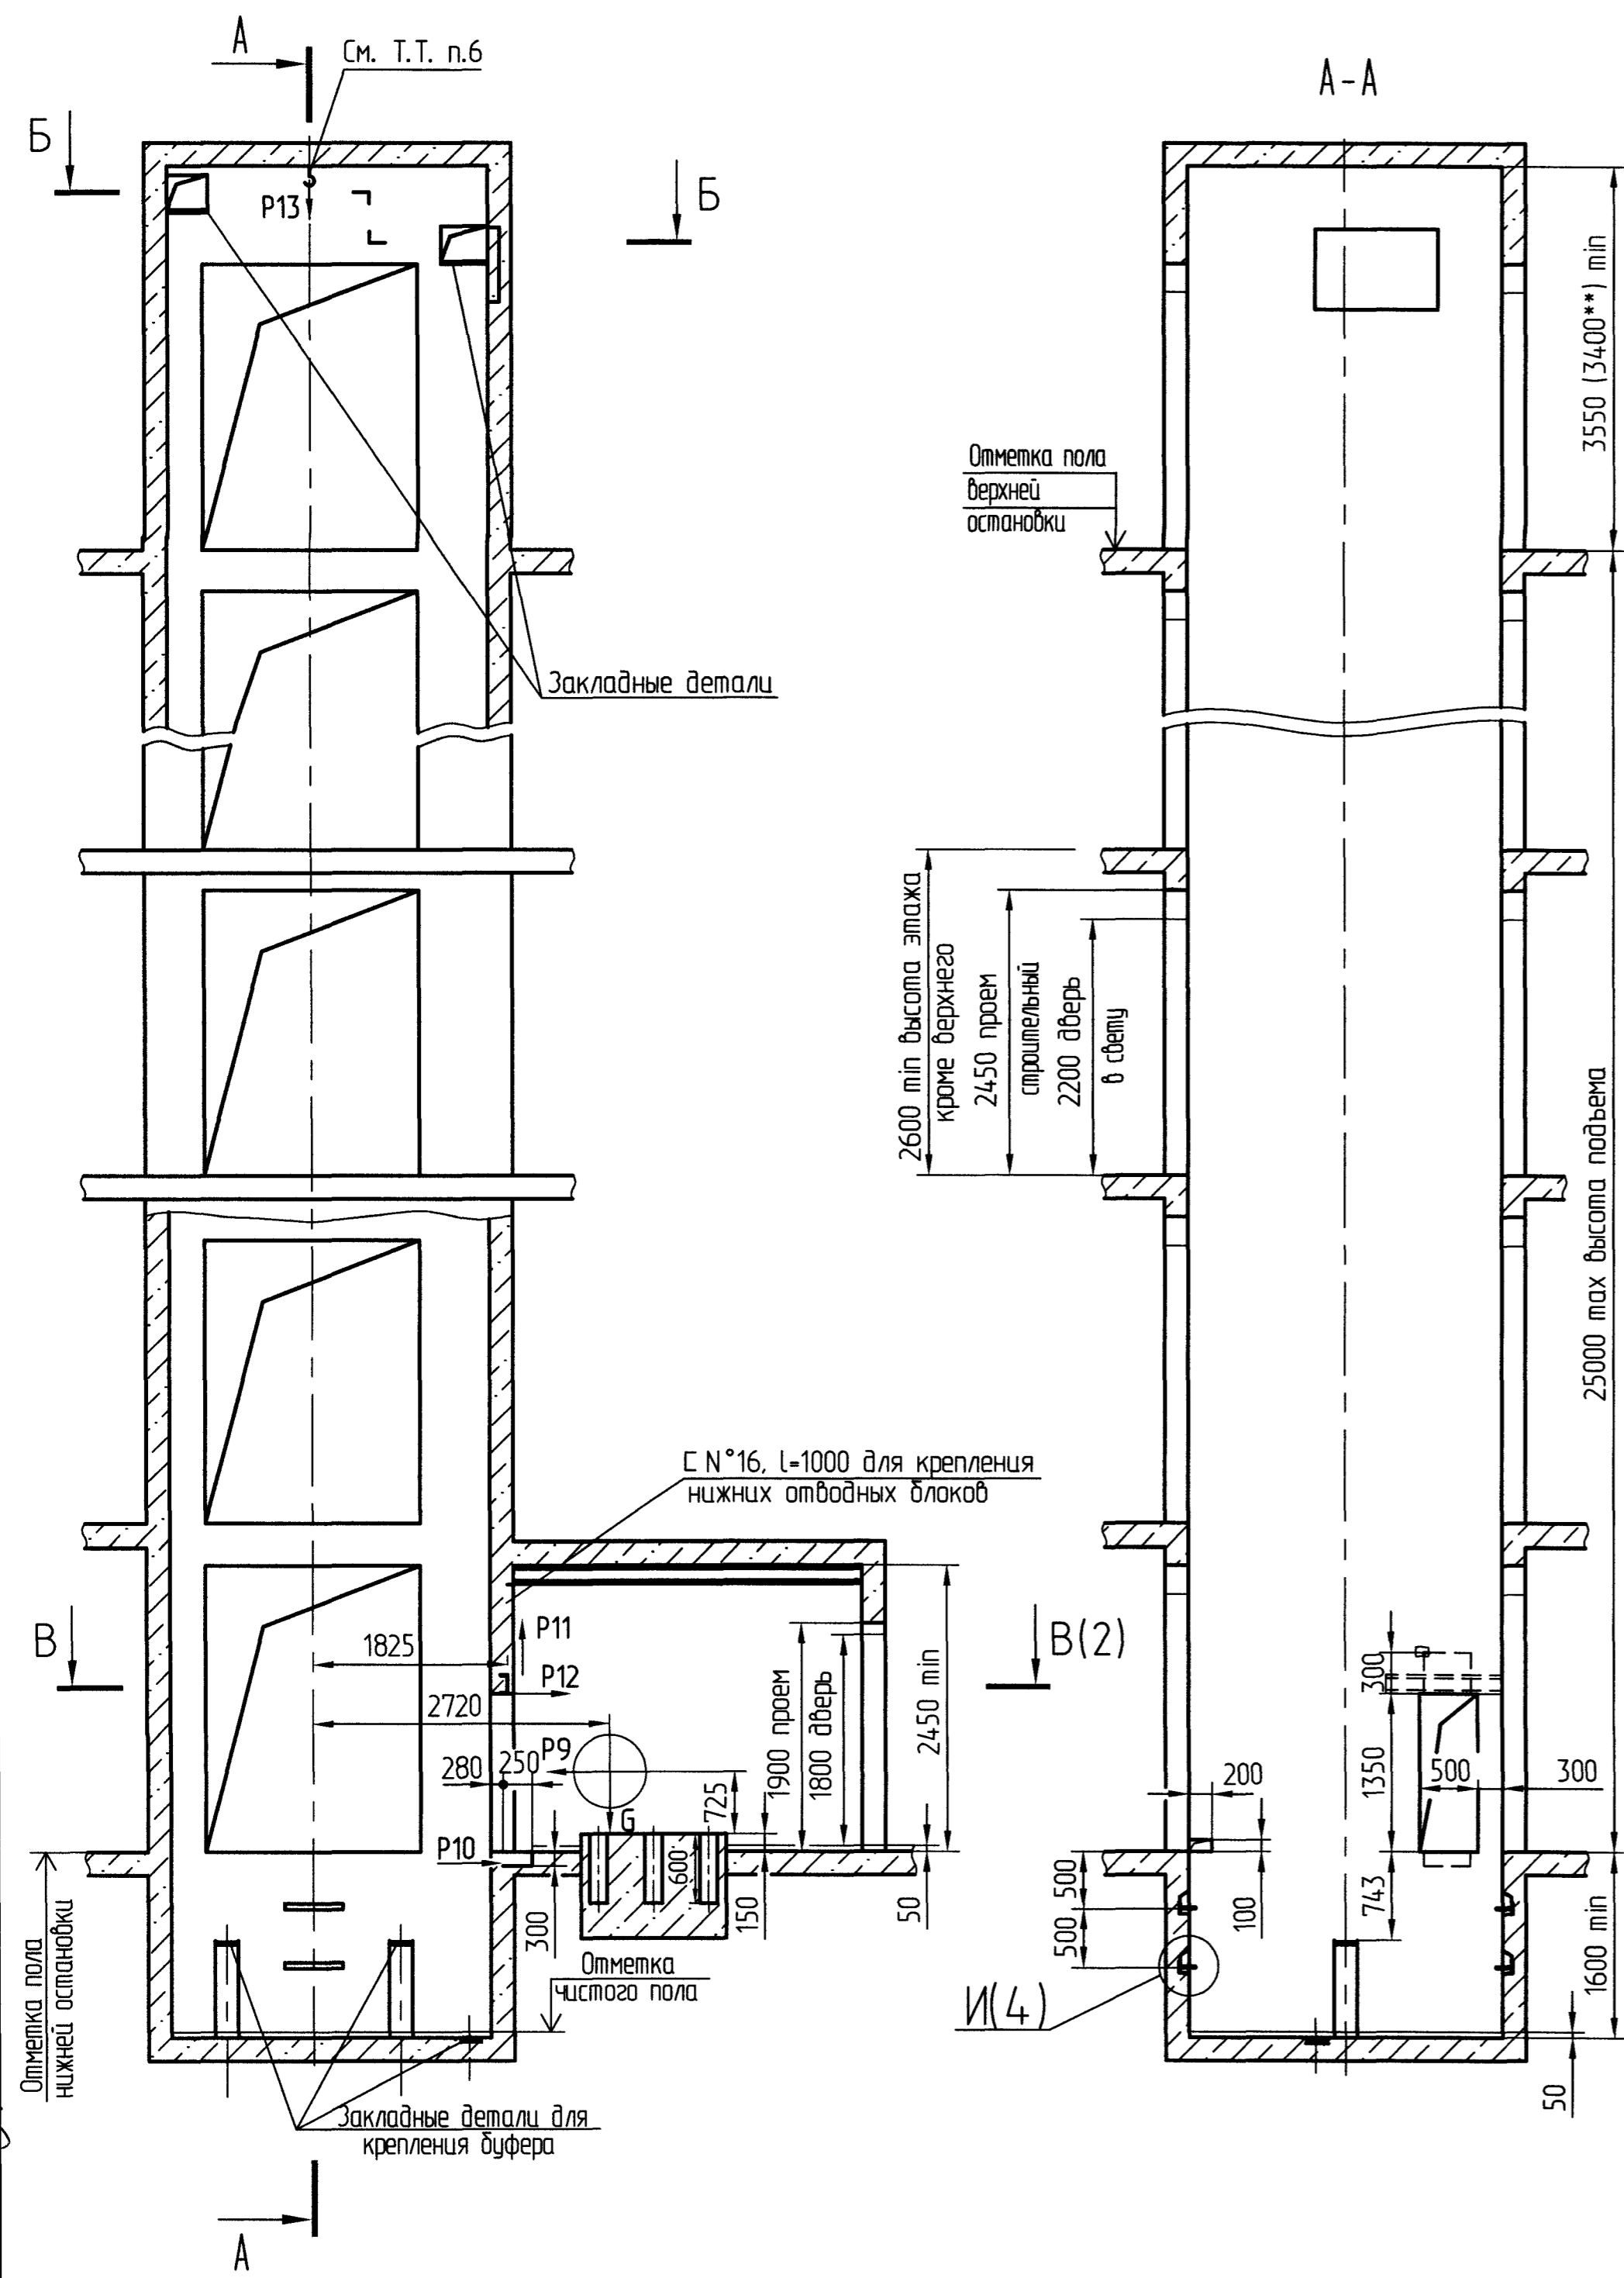 А
См. Т.Т. п.6
А-А
Б
Б
Р13
3550 (3400**) min
Отметка пола
верхней
остановки
Закладные детали
2600 min высота этажа
кроме верхнего
2450 проем
строительный
2200 дверь
в свету
25000 max высота подъема
⊏ N°16, L=1000 для крепления
нижних отводных блоков
В
Р11
1825
Р12
2720
В(2)
2450 min
1900 проем
1800 дверь
300
280
250
Р9
725
200
1350
500
300
G
Р10
600
300
150
50
500
500
100
743
1600 min
Отметка пола
нижней остановки
Отметка
чистого пола
И(4)
50
Закладные детали для
крепления буфера
А